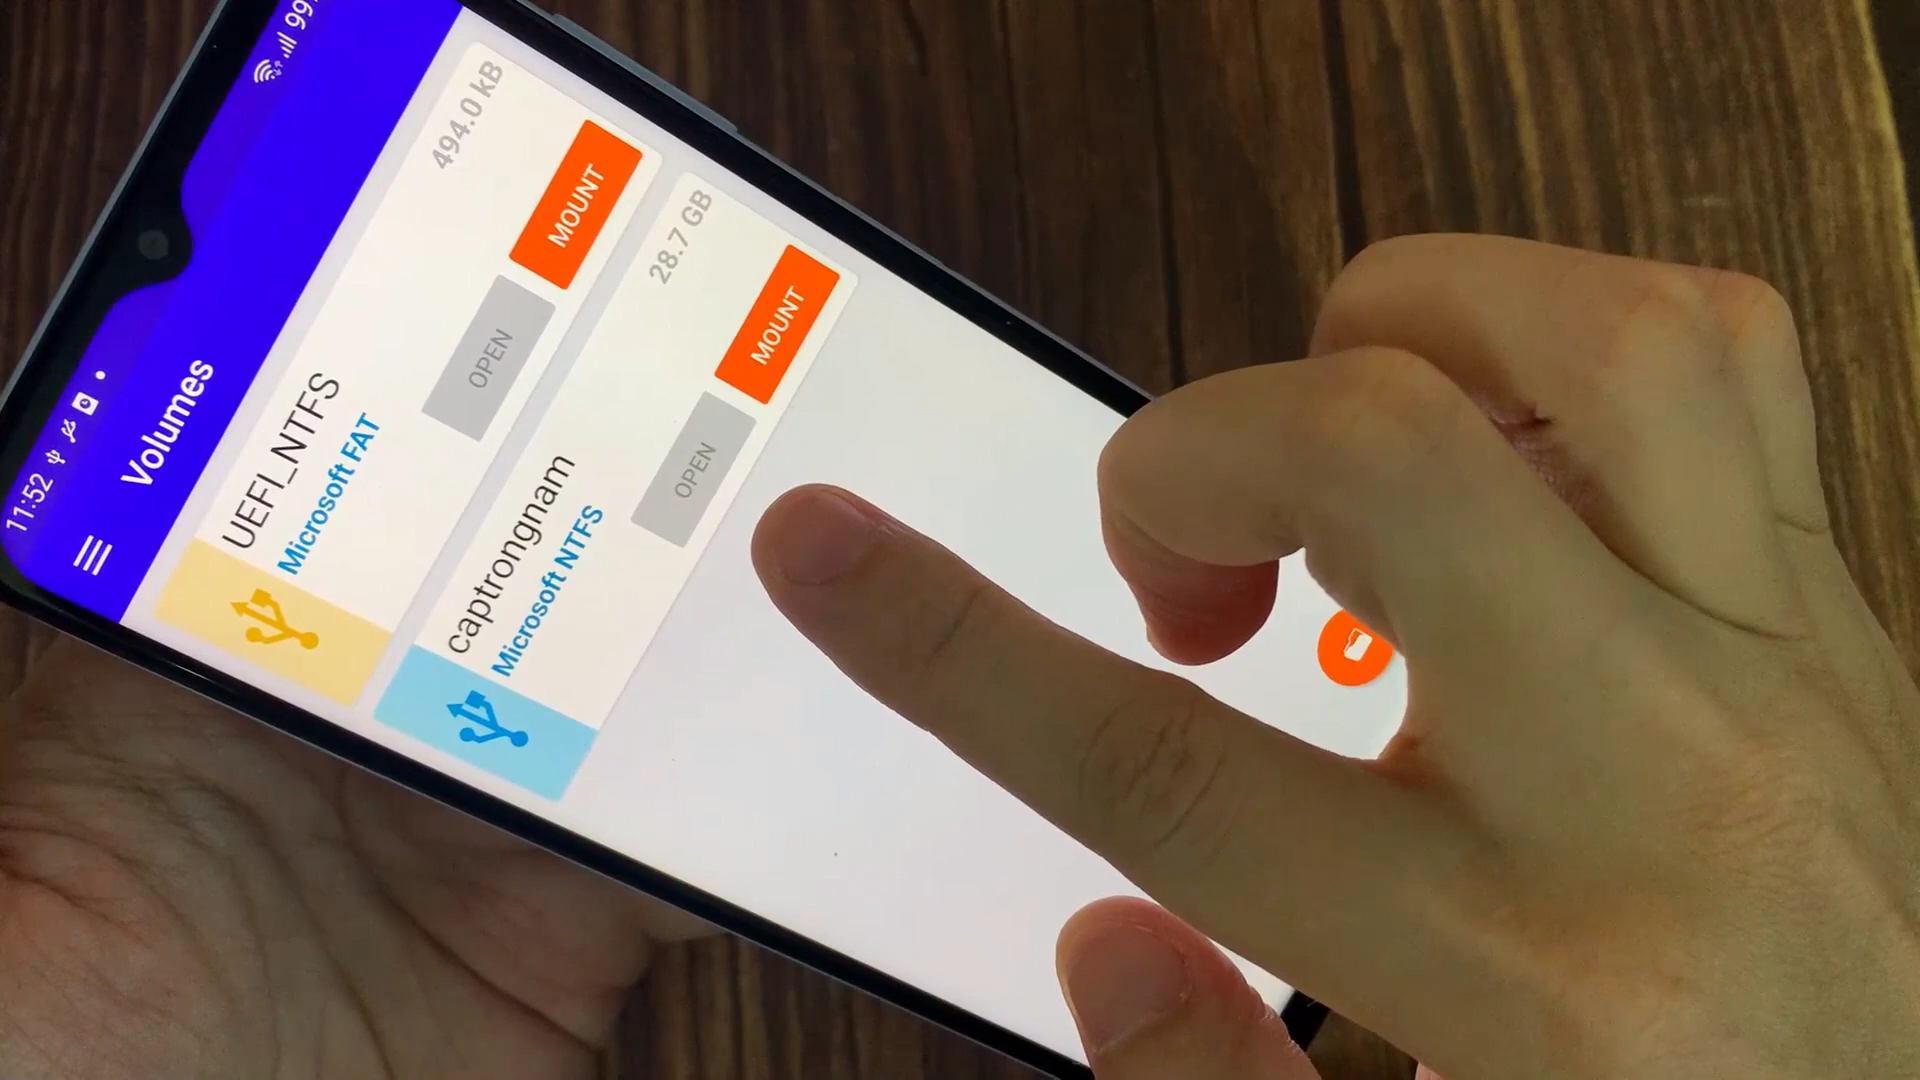 11:52
99
Volumes
UEFI_NTFS
494.0 kB
Microsoft FAT
OPEN
MOUNT
captrongnam
28.7 GB
Microsoft NTFS
OPEN
MOUNT